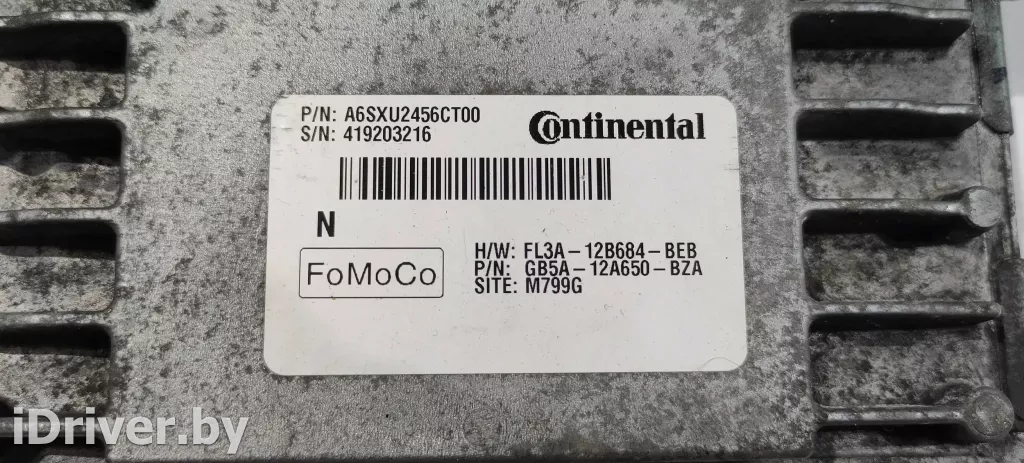 P/N: A6SXU2456CT00
S/N: 419203216
Continental
N
FoMoCo
H/W: FL3A-12B684-BEB
P/N: GB5A-12A650-BZA
SITE: M799G
iDriver.by